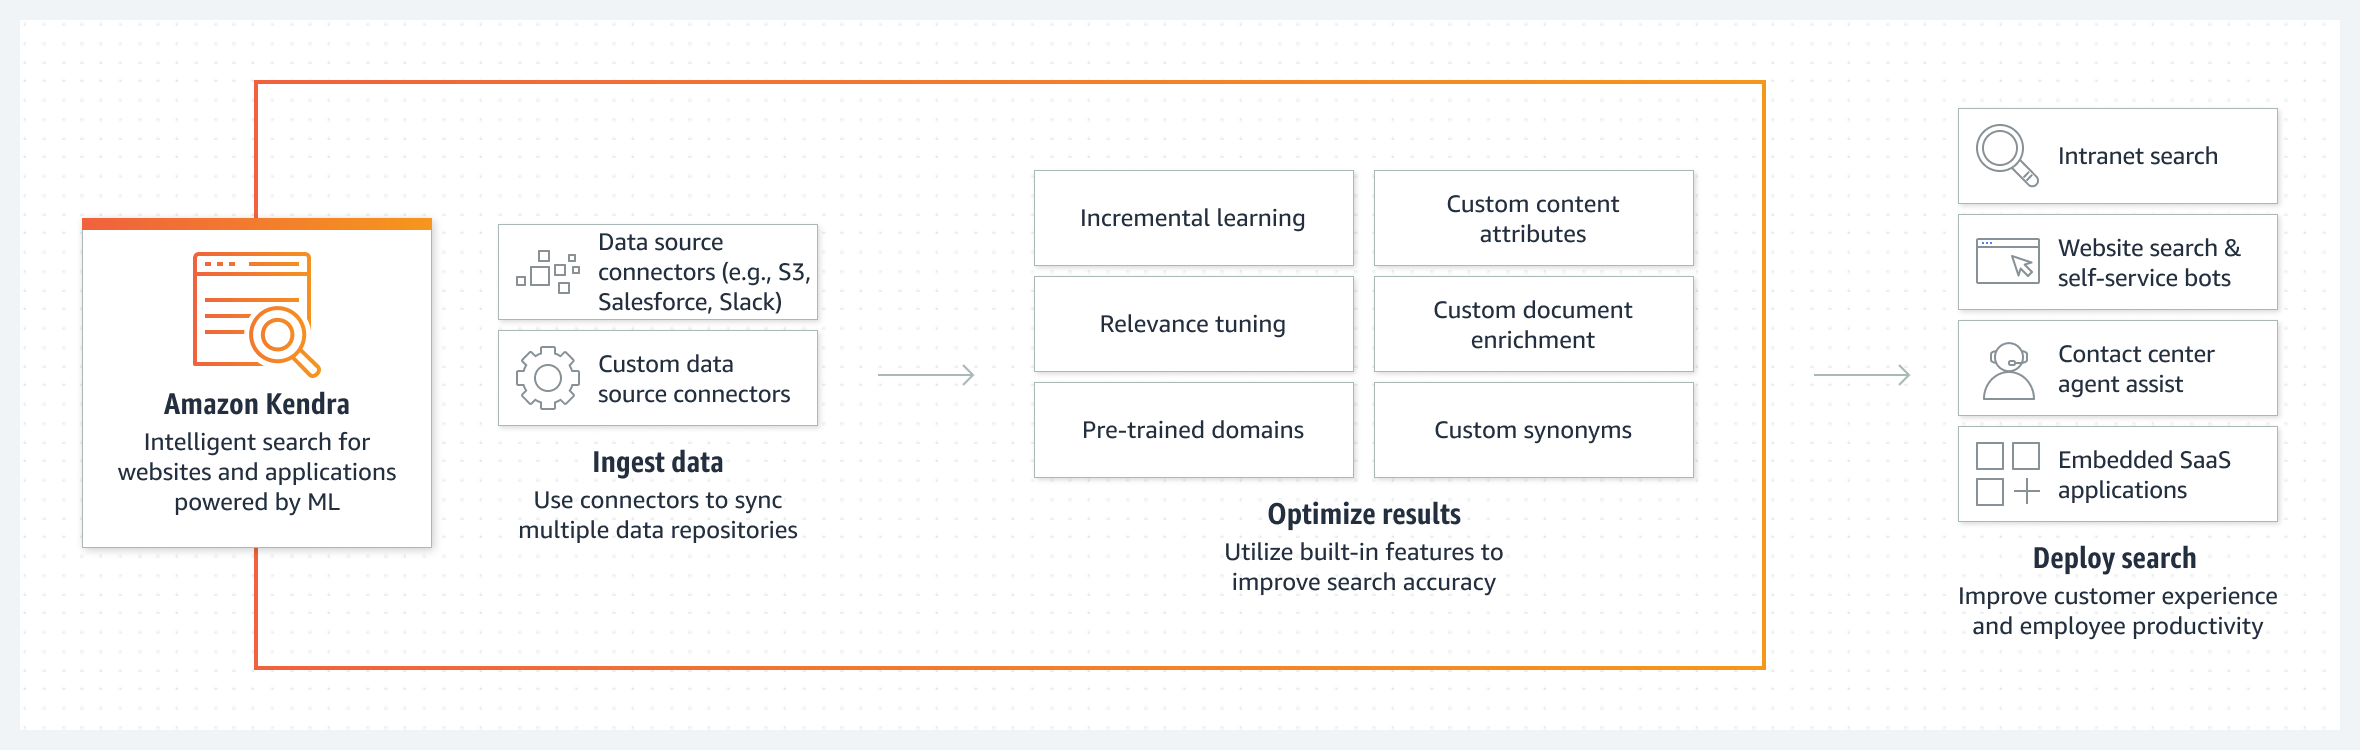 Amazon Kendra
Intelligent search for
websites and applications
powered by ML
Data source
connectors (e.g., S3,
Salesforce, Slack)
Custom data
source connectors
Ingest data
Use connectors to sync
multiple data repositories
Incremental learning
Custom content
attributes
Relevance tuning
Custom document
enrichment
Pre-trained domains
Custom synonyms
Optimize results
Utilize built-in features to
improve search accuracy
Intranet search
Website search &
self-service bots
Contact center
agent assist
Embedded SaaS
applications
Deploy search
Improve customer experience
and employee productivity